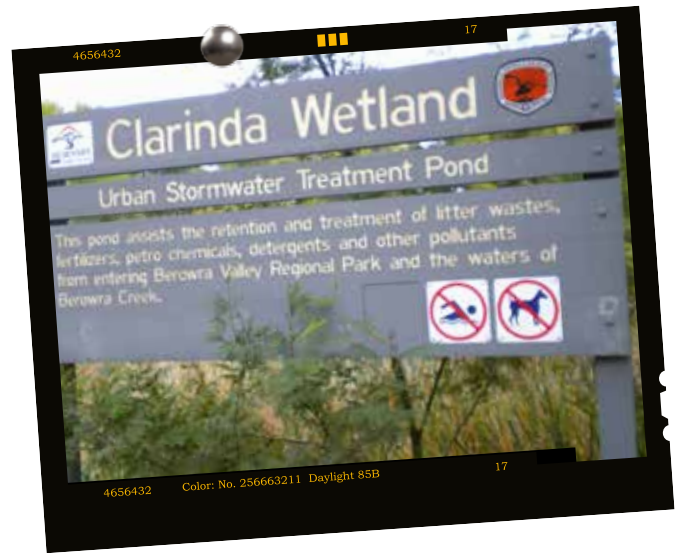 4656432
17
Clarinda Wetland
Urban Stormwater Treatment Pond
This pond assists the retention and treatment of litter wastes,
fertilizers, petro chemicals, detergents and other pollutants
from entering Berowra Valley Regional Park and the waters of
Berowra Creek.
4656432
Color: No. 256663211 Daylight 85B
17